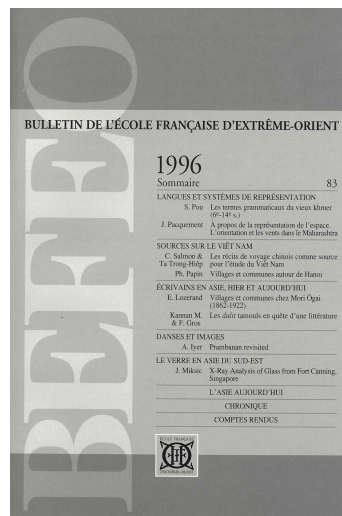 BEFEO
BULLETIN DE L'ÉCOLE FRANÇAISE D'EXTRÊME-ORIENT
1996
Sommaire 83
LANGUES ET SYSTÈMES DE REPRÉSENTATION
S. Pou Les termes grammaticaux du vieux khmer
(6e-14e s.)
J. Pacquement À propos de la représentation de l'espace.
L'orientation et les vents dans le Maharashtra
SOURCES SUR LE VIÊT NAM
C. Salmon & Les récits de voyage chinois comme source
Ta Trong-Hiêp pour l'étude du Viêt Nam
Ph. Papin Villages et communes autour de Hanoi
ÉCRIVAINS EN ASIE, HIER ET AUJOURD'HUI
E. Lozerand Villages et communes chez Mori Ôgai
(1862-1922)
Kannan M. Les dalit tamouls en quête d'une littérature
& F. Gros
DANSES ET IMAGES
A. Iyer Prambanan revisited
LE VERRE EN ASIE DU SUD-EST
J. Miksic X-Ray Analysis of Glass from Fort Canning,
Singapore
L'ASIE AUJOURD'HUI
CHRONIQUE
COMPTES RENDUS
ÉCOLE FRANÇAISE
D'EXTRÊME-ORIENT